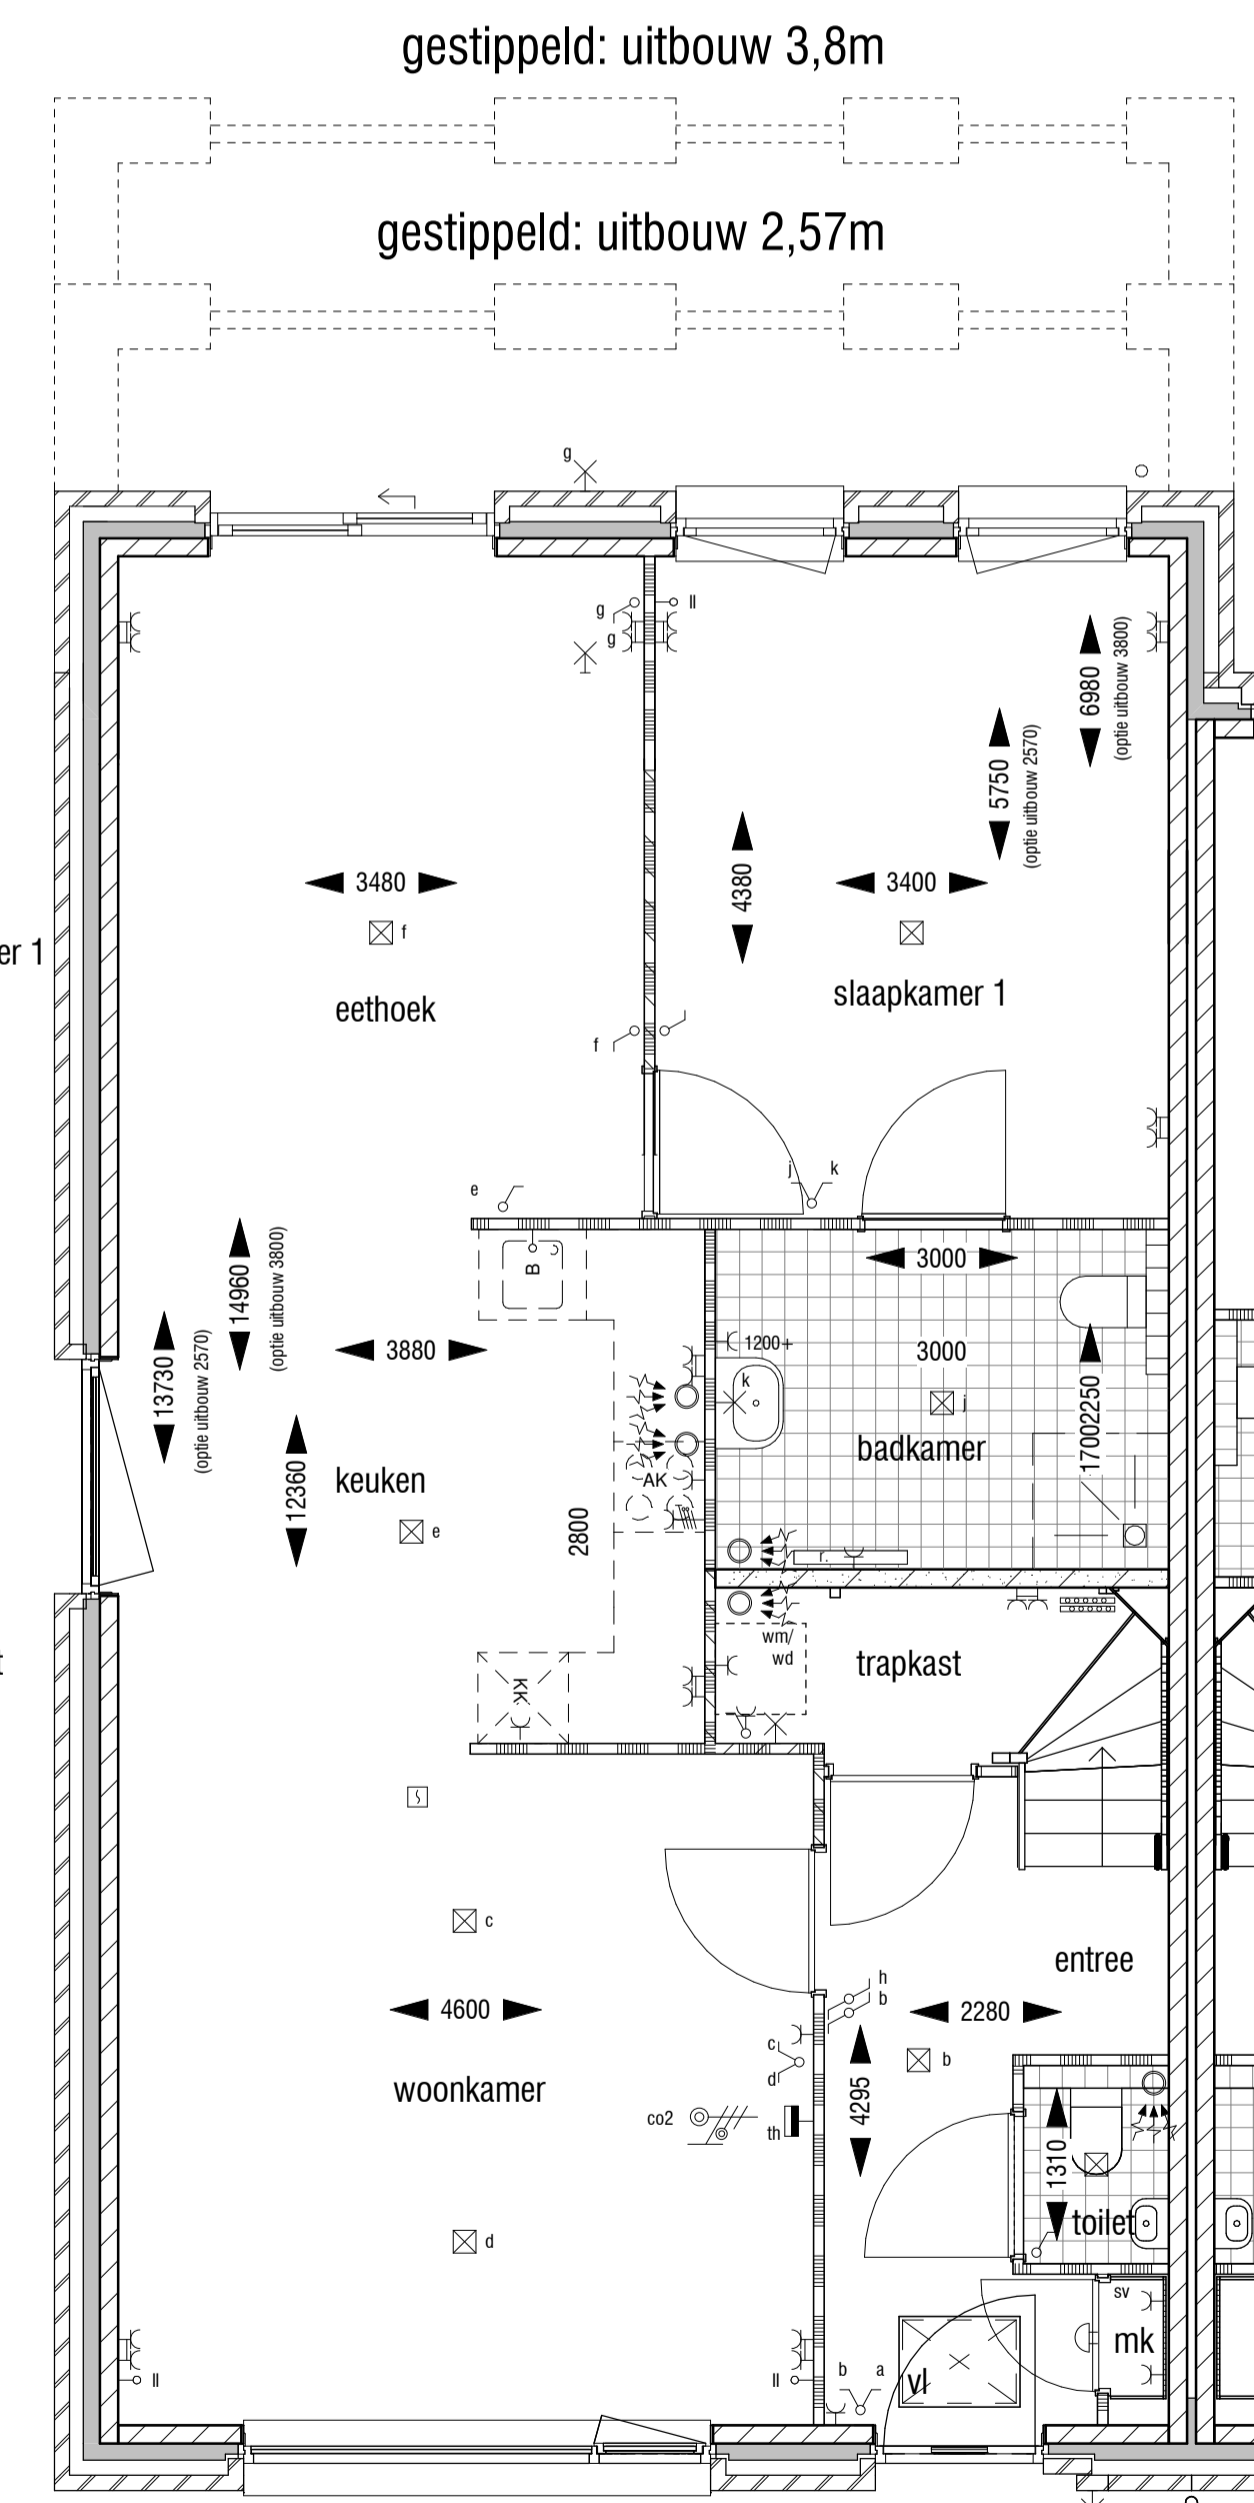 gestippeld: uitbouw 3,8m
gestippeld: uitbouw 2,57m
g
g
ll
g
6980
(optie uitbouw 3800)
5750
(optie uitbouw 2570)
4380
3480
3400
f
er 1
slaapkamer 1
eethoek
f
j
k
e
14960
(optie uitbouw 3800)
13730
(optie uitbouw 2570)
B
3000
3880
1200+
3000
k
j
17002250
badkamer
12360
keuken
AK
e
2800
r.
wm/
wd
trapkast
KK
c
entree
h
b
4600
2280
c
d
b
4295
woonkamer
co2
th
1310
toilet
d
sv
mk
ll
ll
b
a
vl